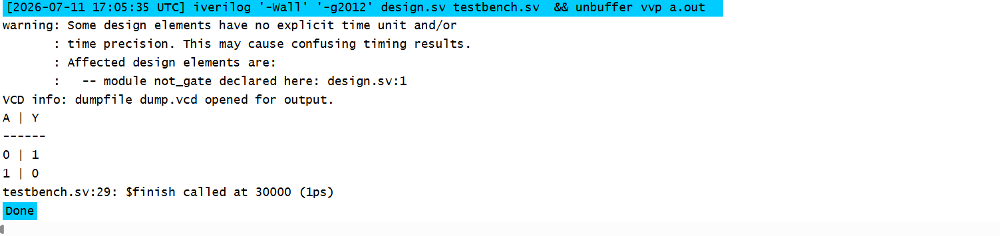 [2026-07-11 17:05:35 UTC] iverilog '-Wall' '-g2012' design.sv testbench.sv  && unbuffer vvp a.out
warning: Some design elements have no explicit time unit and/or
       : time precision. This may cause confusing timing results.
       : Affected design elements are:
       :   -- module not_gate declared here: design.sv:1
VCD info: dumpfile dump.vcd opened for output.
A | Y
------
0 | 1
1 | 0
testbench.sv:29: $finish called at 30000 (1ps)
Done